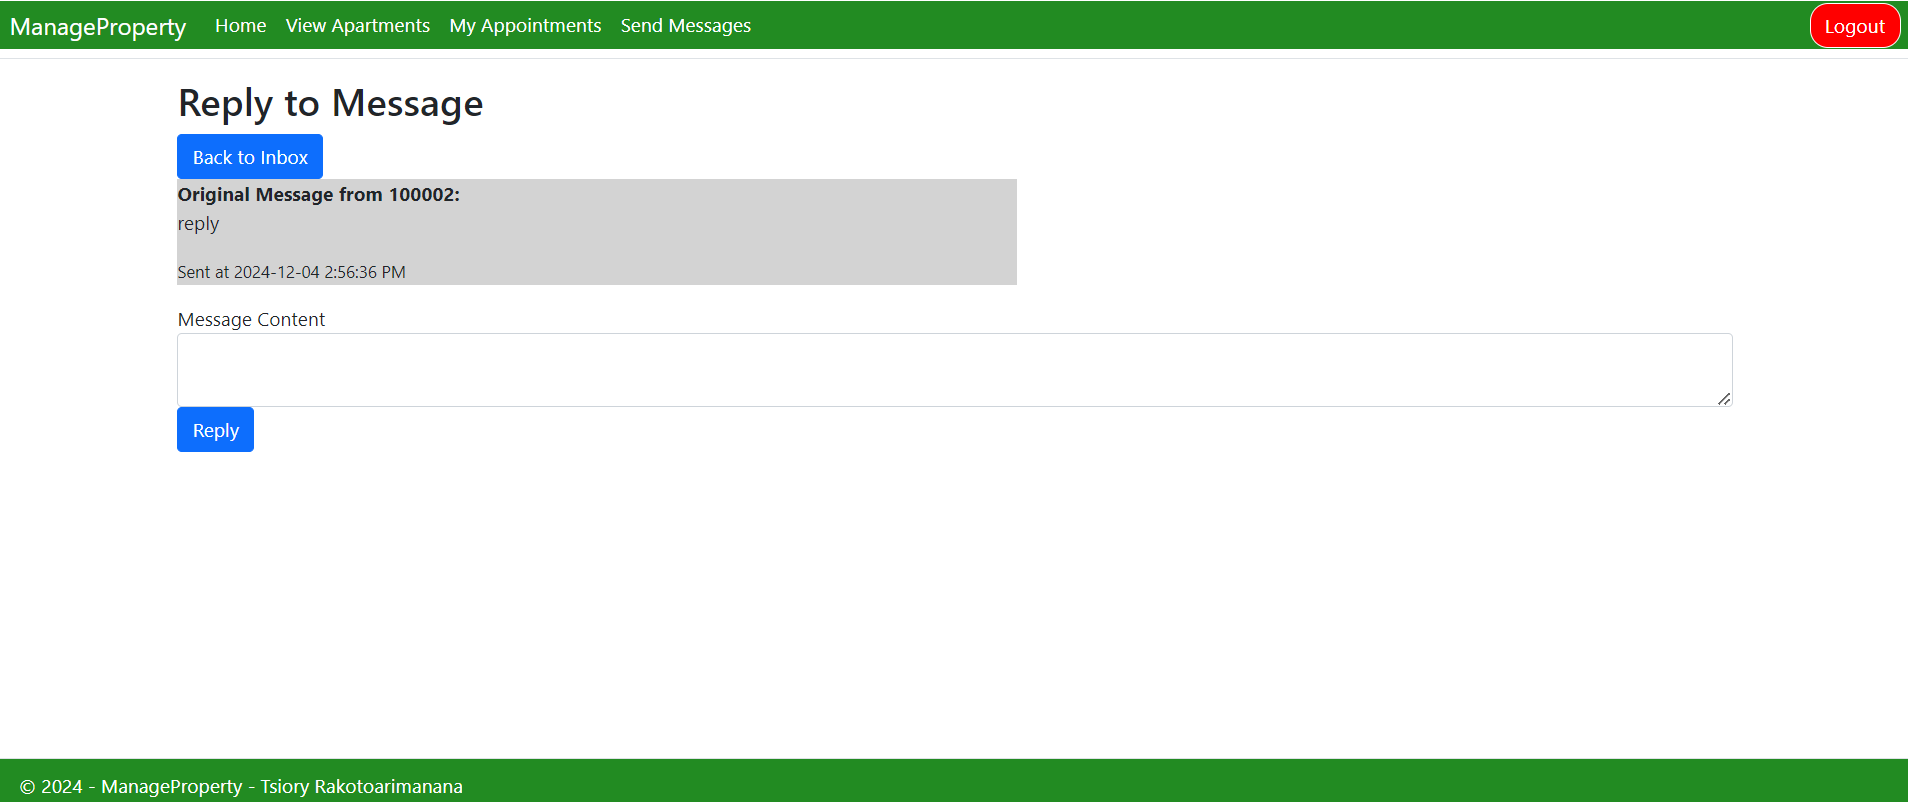 ManageProperty Home View Apartments My Appointments Send Messages Logout
Reply to Message
Back to Inbox
Original Message from 100002:
reply
Sent at 2024-12-04 2:56:36 PM
Message Content
Reply
© 2024 - ManageProperty - Tsiory Rakotoarimanana